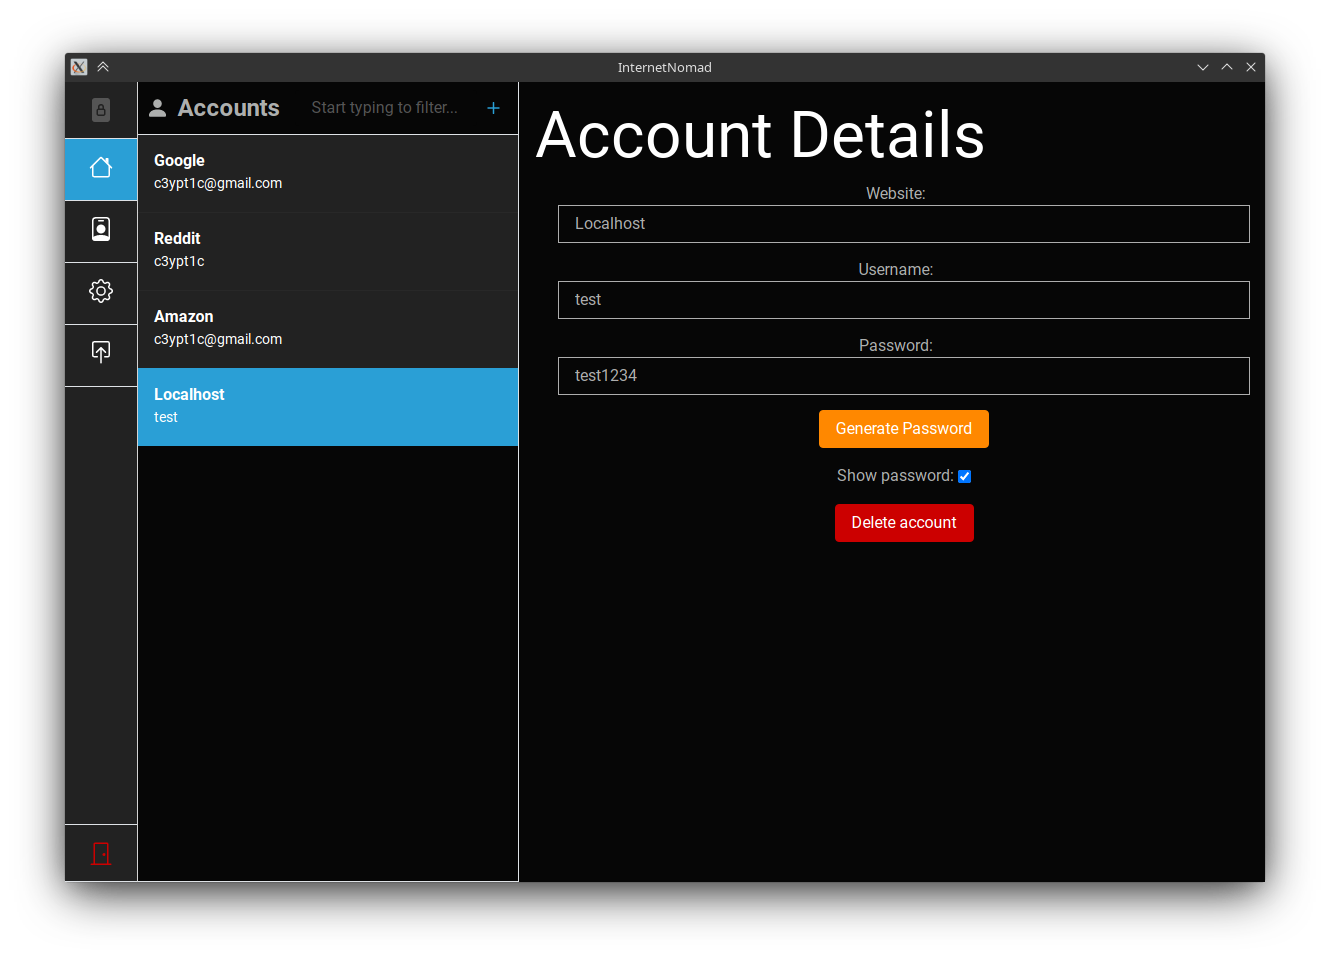 InternetNomad
Accounts
Start typing to filter...
Google
c3ypt1c@gmail.com
Reddit
c3ypt1c
Amazon
c3ypt1c@gmail.com
Localhost
test
Account Details
Website:
Localhost
Username:
test
Password:
test1234
Generate Password
Show password:
Delete account